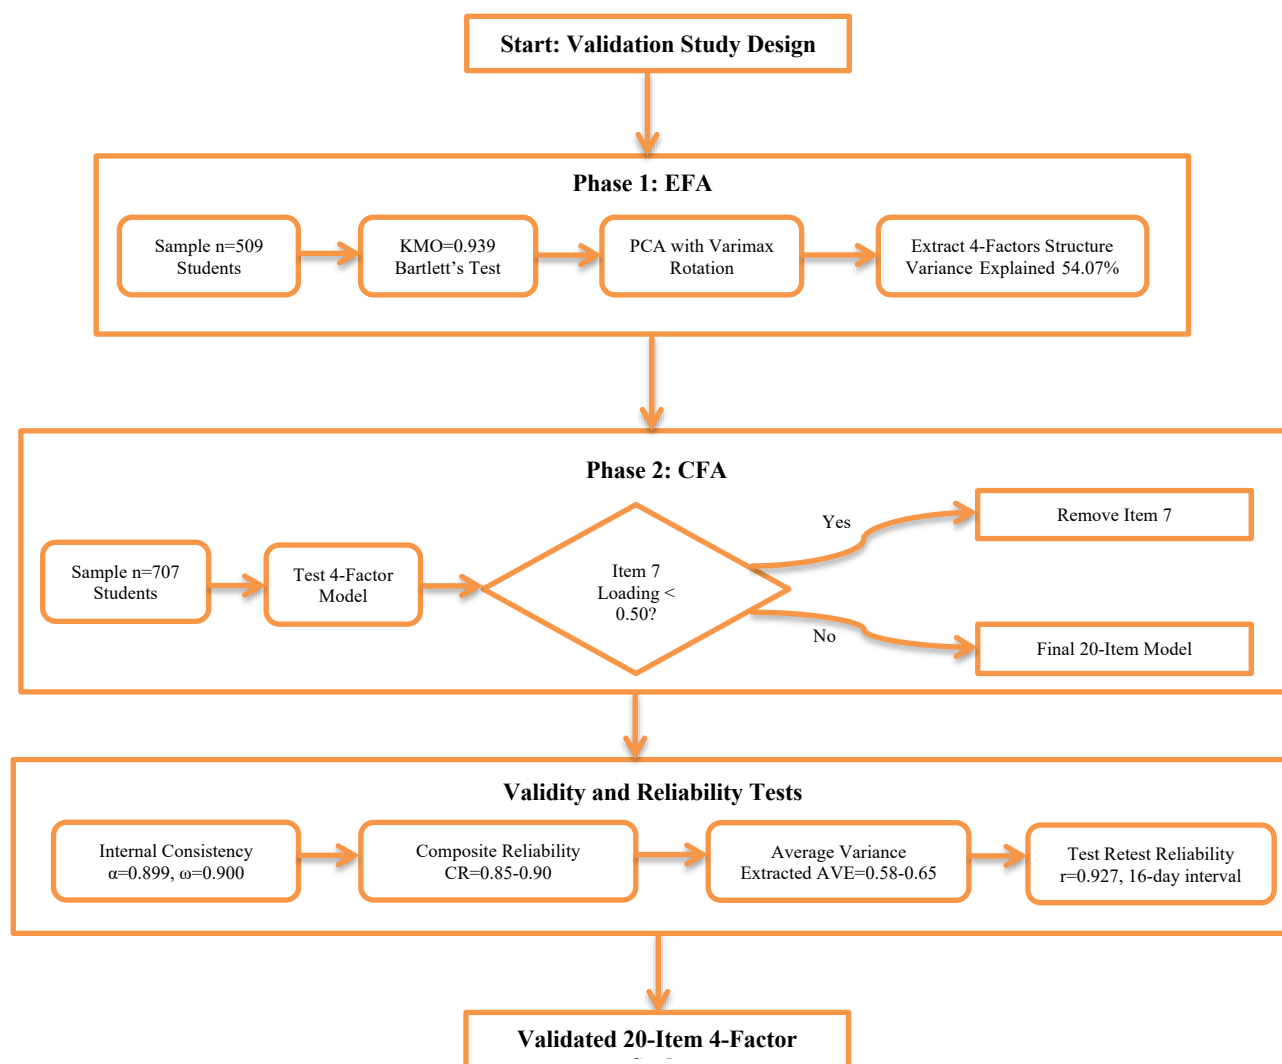 Start: Validation Study Design
Phase 1: EFA
Sample n=509
Students
KMO=0.939
Bartlett’s Test
PCA with Varimax
Rotation
Extract 4-Factors Structure
Variance Explained 54.07%
Phase 2: CFA
Sample n=707
Students
Test 4-Factor
Model
Item 7
Loading <
0.50?
Yes
Remove Item 7
No
Final 20-Item Model
Validity and Reliability Tests
Internal Consistency
α=0.899, ω=0.900
Composite Reliability
CR=0.85-0.90
Average Variance
Extracted AVE=0.58-0.65
Test Retest Reliability
r=0.927, 16-day interval
Validated 20-Item 4-Factor